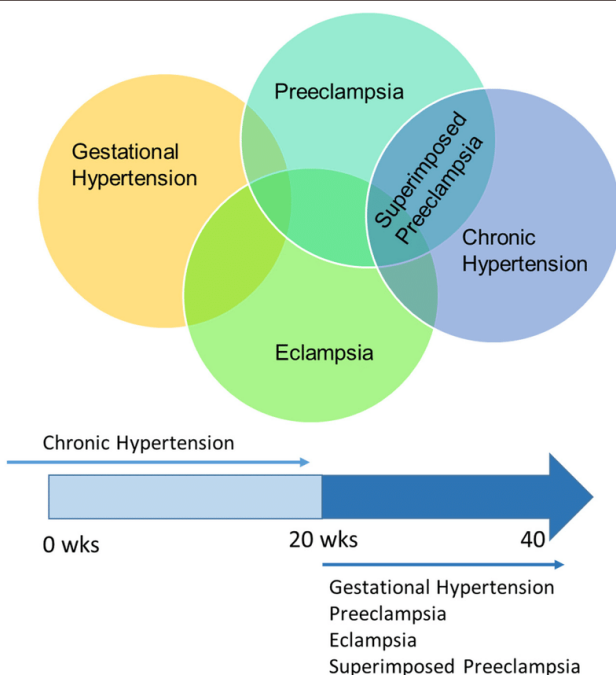 Preeclampsia
Gestational
Hypertension
Superimposed
Preeclampsia
Chronic
Hypertension
Eclampsia
Chronic Hypertension
0 wks
20 wks
40
Gestational Hypertension
Preeclampsia
Eclampsia
Superimposed Preeclampsia